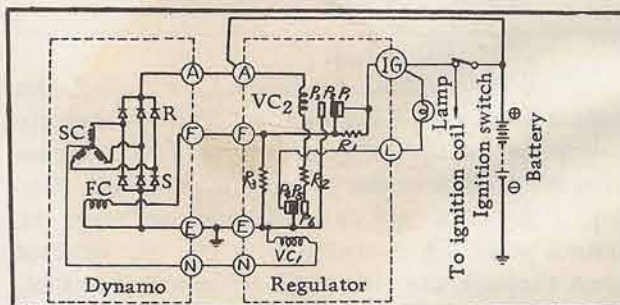 A A IG
VC2 P3 P2 P1
SC R
F F
R1
L
Lamp
To ignition coil
Ignition switch
Battery
⊕
⊖
FC S
R3 R2
P4 P5 P6
E E
VC1
N N
Dynamo Regulator